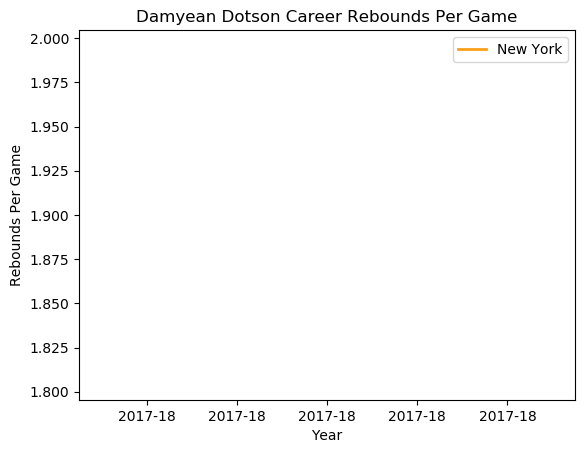 Damyean Dotson Career Rebounds Per Game
New York
2.000
1.975
1.950
1.925
1.900
1.875
1.850
1.825
1.800
Rebounds Per Game
2017-18 2017-18 2017-18 2017-18 2017-18
Year